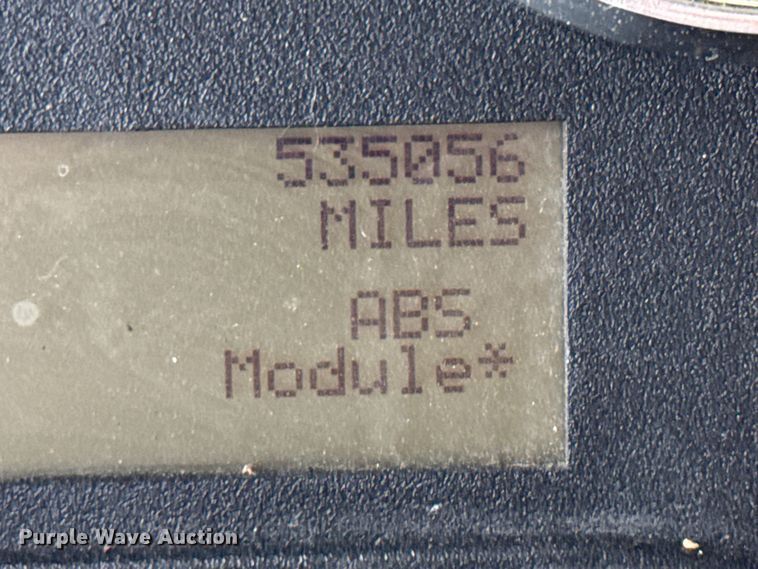 535056
MILES
ABS
Module*
Purple Wave Auction